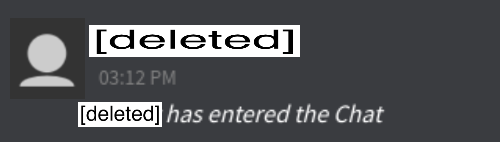 [deleted]
03:12 PM
[deleted] has entered the Chat